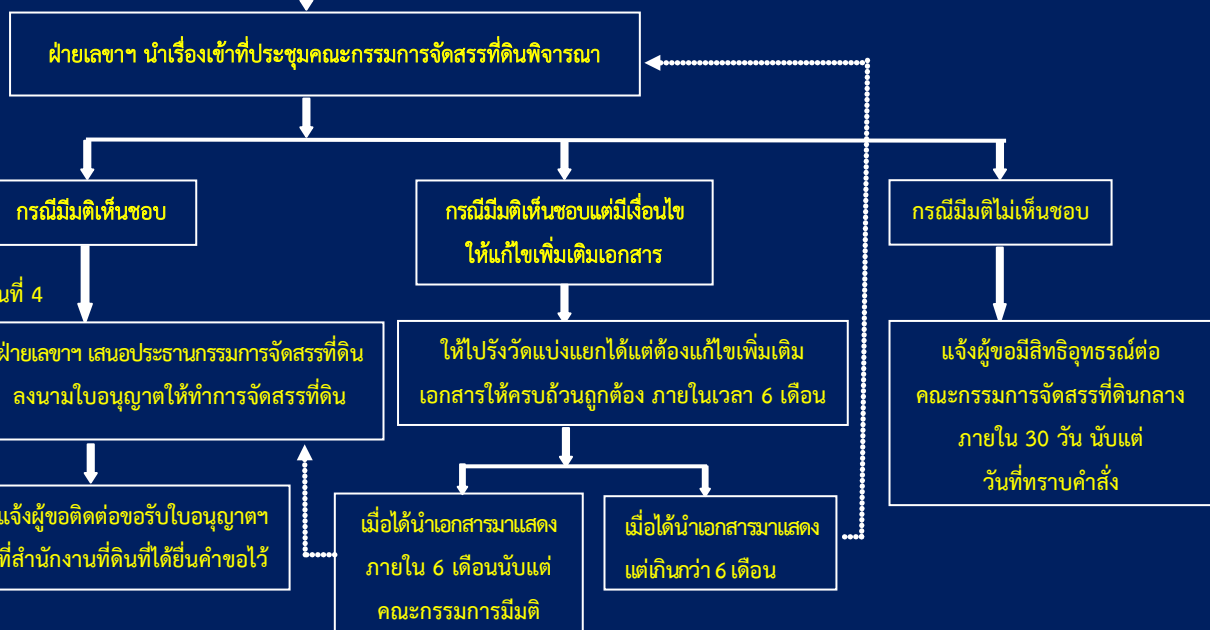 ฝ่ายเลขาฯ นำเรื่องเข้าที่ประชุมคณะกรรมการจัดสรรที่ดินพิจารณา
กรณีมีมติเห็นชอบ
กรณีมีมติเห็นชอบแต่มีเงื่อนไข
ให้แก้ไขเพิ่มเติมเอกสาร
กรณีมีมติไม่เห็นชอบ
นที่ 4
ฝ่ายเลขาฯ เสนอประธานกรรมการจัดสรรที่ดิน
ลงนามใบอนุญาตให้ทำการจัดสรรที่ดิน
ให้ไปรังวัดแบ่งแยกได้แต่ต้องแก้ไขเพิ่มเติม
เอกสารให้ครบถ้วนถูกต้อง ภายในเวลา 6 เดือน
แจ้งผู้ขอมีสิทธิอุทธรณ์ต่อ
คณะกรรมการจัดสรรที่ดินกลาง
ภายใน 30 วัน นับแต่
วันที่ทราบคำสั่ง
แจ้งผู้ขอติดต่อขอรับใบอนุญาตฯ
ที่สำนักงานที่ดินที่ได้ยื่นคำขอไว้
เมื่อได้นำเอกสารมาแสดง
ภายใน 6 เดือนนับแต่
คณะกรรมการมีมติ
เมื่อได้นำเอกสารมาแสดง
แต่เกินกว่า 6 เดือน